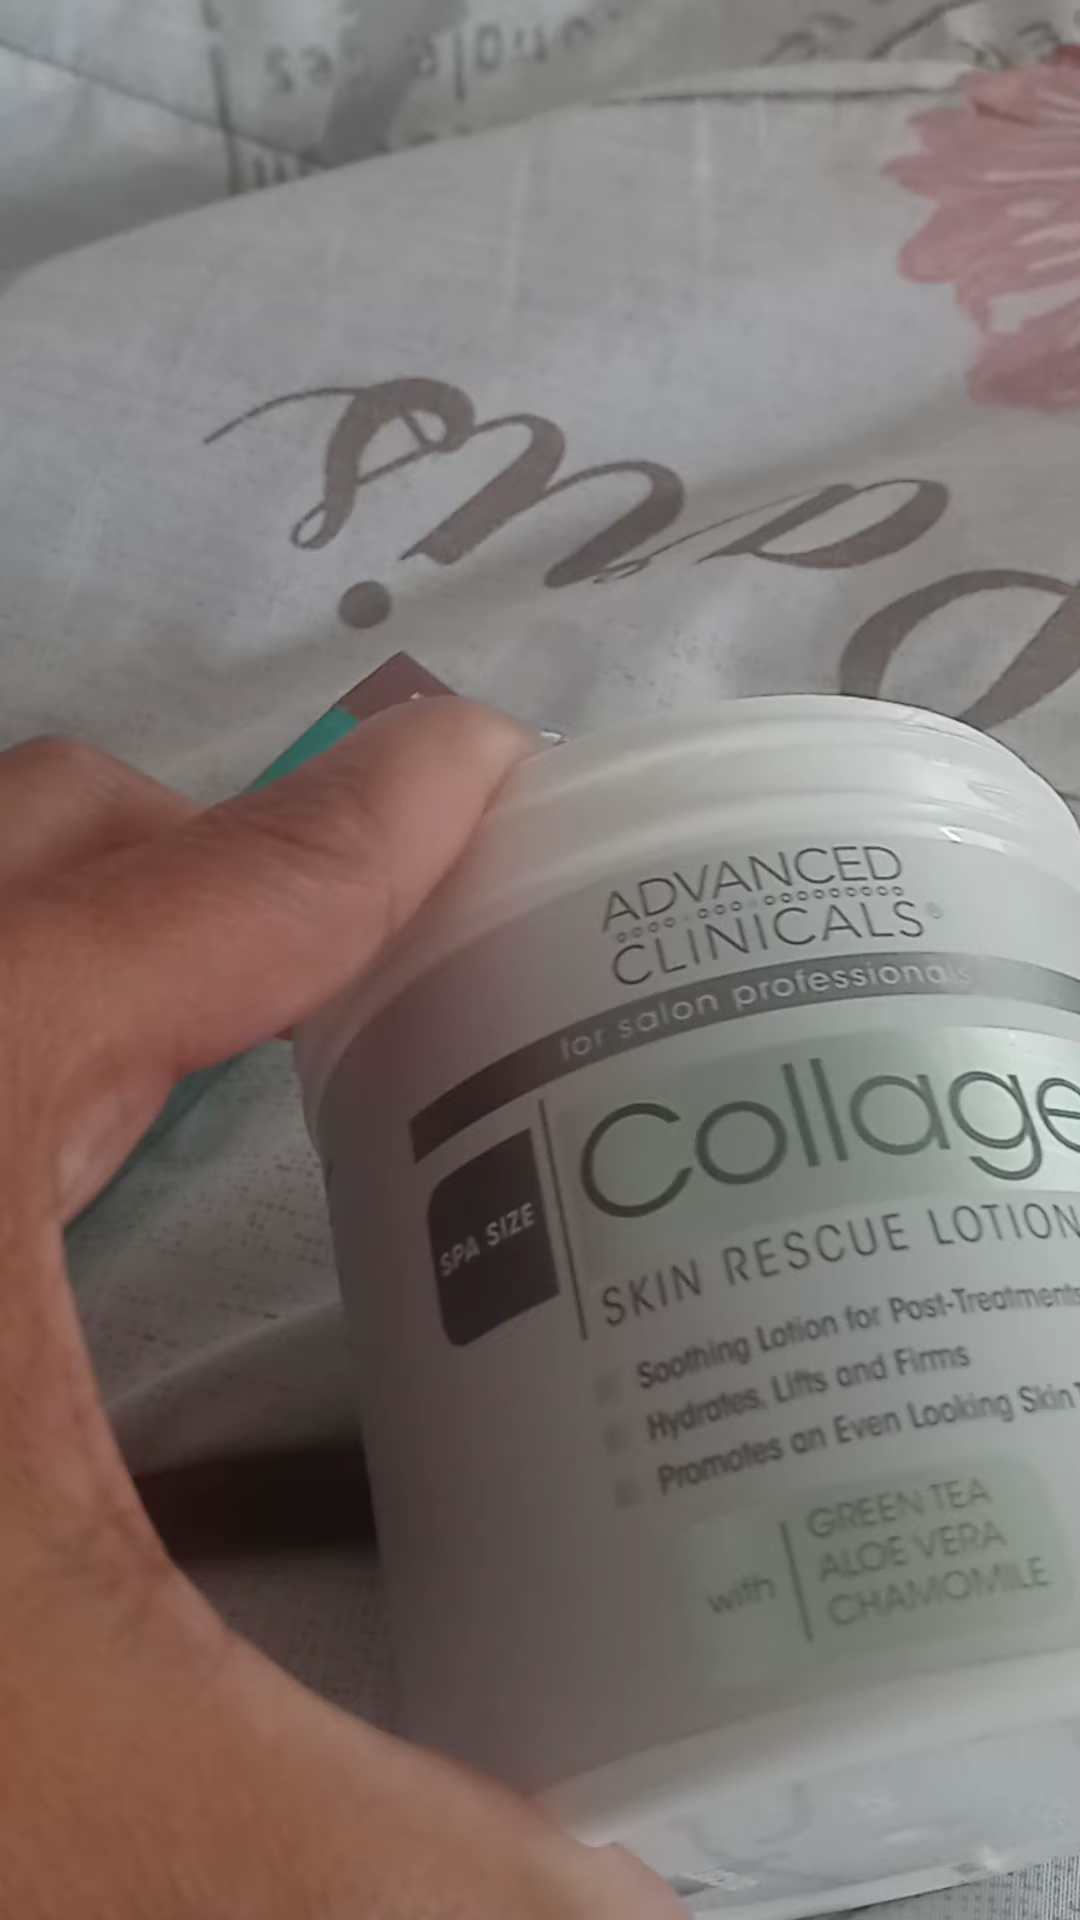 Paris
ADVANCED
CLINICALS®
for salon professionals
Collage
SPA SIZE
SKIN RESCUE LOTION
Soothing Lotion for Post-Treatments
Hydrates, Lifts and Firms
Promotes an Even Looking Skin T
with
GREEN TEA
ALOE VERA
CHAMOMILE